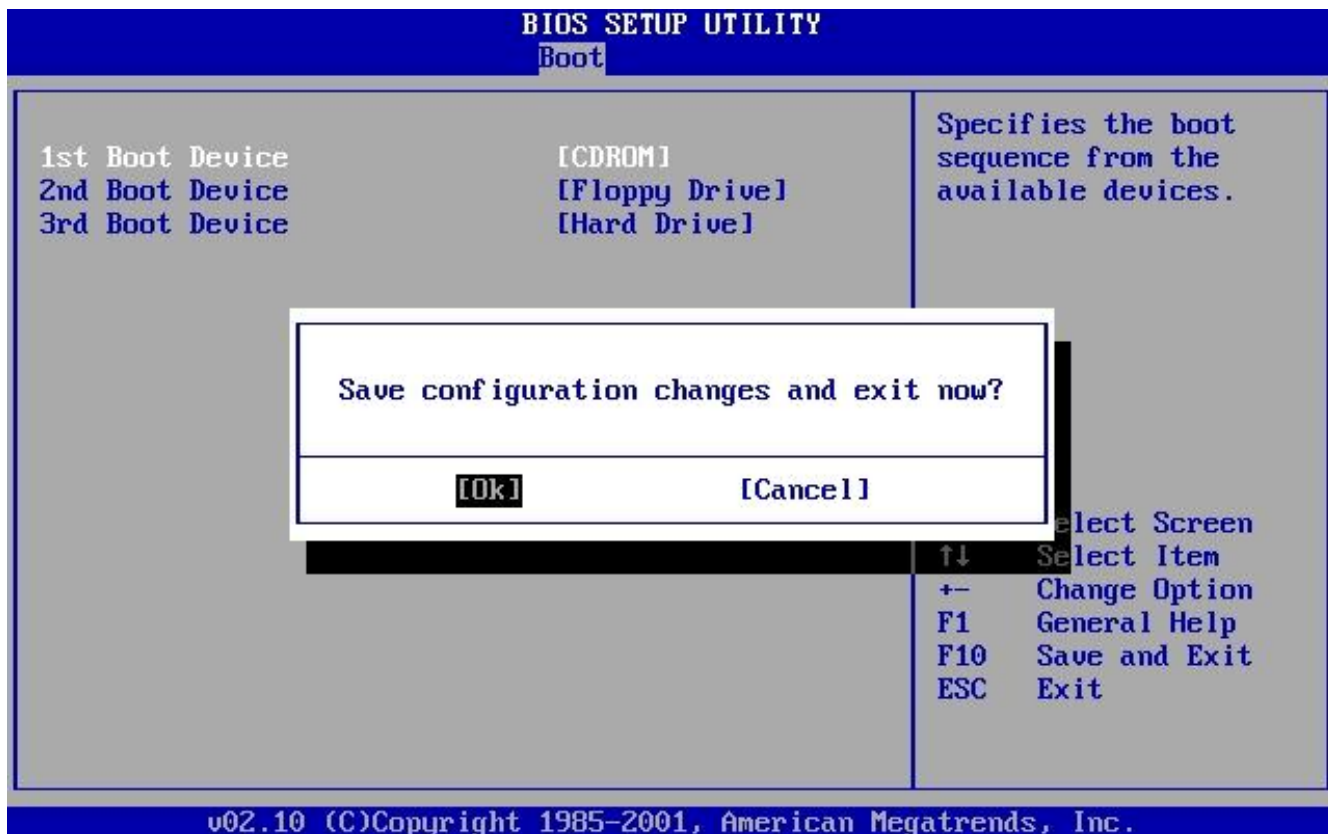 BIOS SETUP UTILITY
Boot
1st Boot Device [CDROM]
2nd Boot Device [Floppy Drive]
3rd Boot Device [Hard Drive]
Specifies the boot
sequence from the
available devices.
Save configuration changes and exit now?
[Ok] [Cancel]
elect Screen
↑↓ Select Item
+- Change Option
F1 General Help
F10 Save and Exit
ESC Exit
v02.10 (C)Copyright 1985-2001, American Megatrends, Inc.